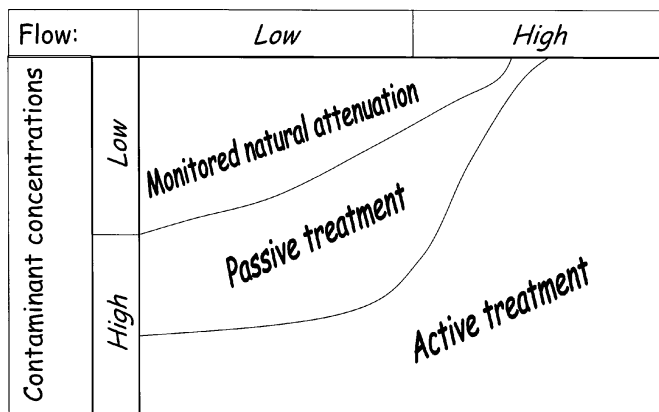 Flow:
Low
High
Contaminant concentrations
Low
High
Monitored natural attenuation
Passive treatment
Active treatment